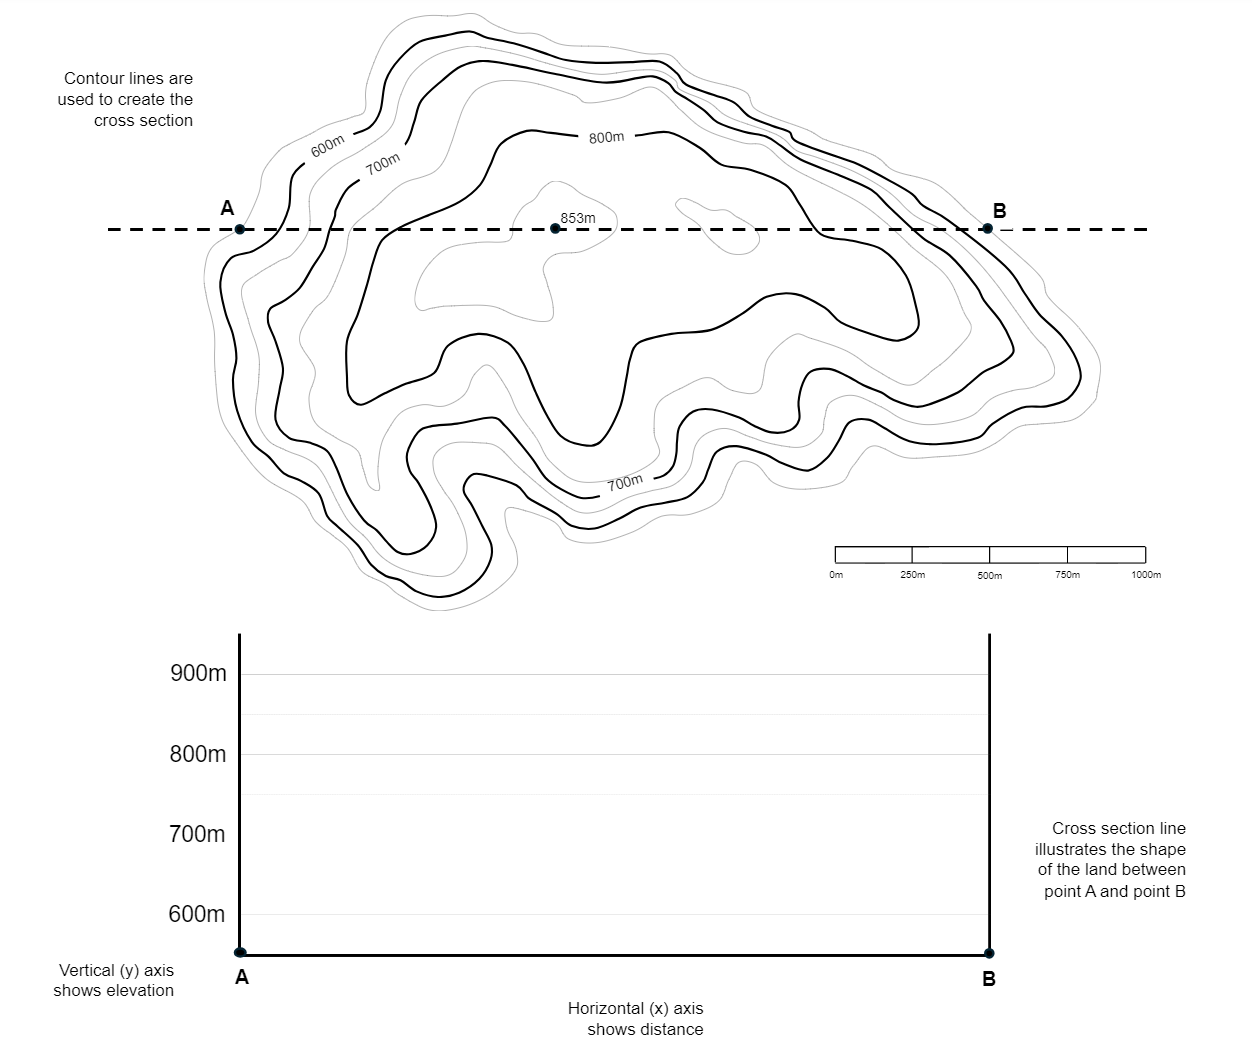 Contour lines are
used to create the
cross section
600m
700m
800m
A
853m
B
700m
0m 250m 500m 750m 1000m
900m
800m
700m
600m
Cross section line
illustrates the shape
of the land between
point A and point B
A
B
Vertical (y) axis
shows elevation
Horizontal (x) axis
shows distance